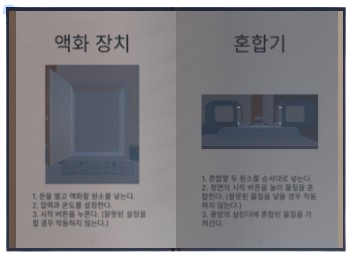 액화 장치
1. 문을 열고 액화할 원소를 넣는다.
2. 압력과 온도를 설정한다.
3. 시작 버튼을 누른다. (잘못된 설정을
할 경우 작동하지 않는다.)
혼합기
1. 혼합할 두 원소를 순서대로 넣는다.
2. 정면의 시작 버튼을 눌러 물질을 혼
합한다. (잘못된 물질을 넣을 경우 작동
하지 않는다.)
3. 중앙의 실린더에 혼합된 물질을 가
져간다.